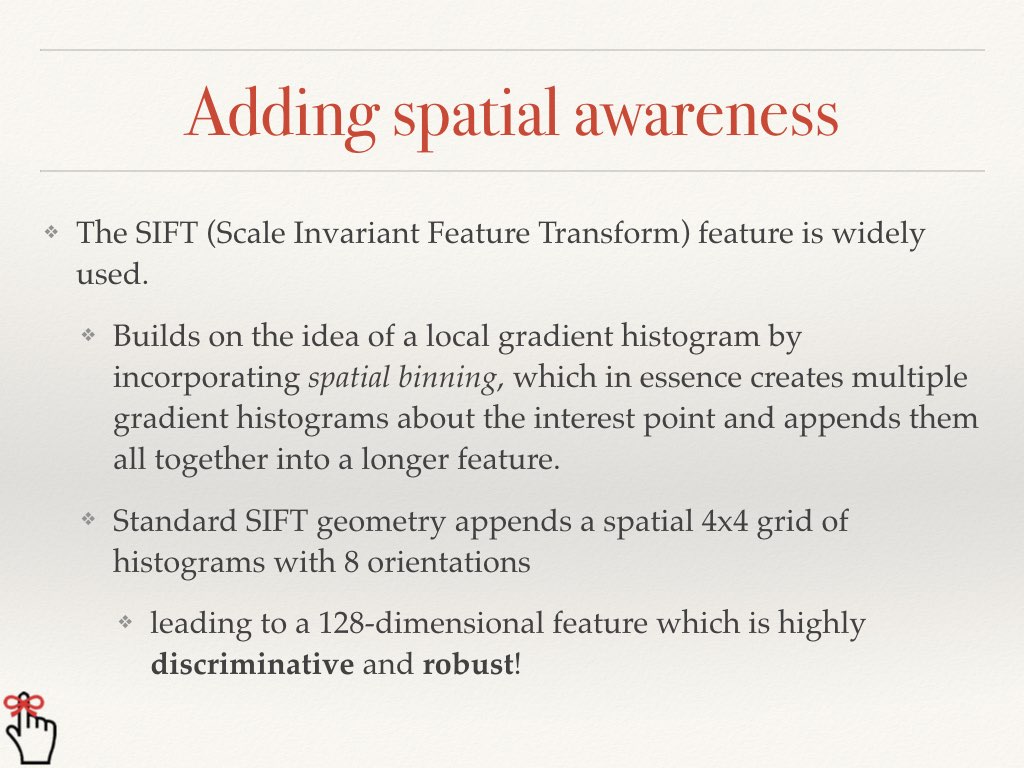 Adding spatial awareness
The SIFT (Scale Invariant Feature Transform) feature is widely
used.
Builds on the idea of a local gradient histogram by
incorporating spatial binning, which in essence creates multiple
gradient histograms about the interest point and appends them
all together into a longer feature.
Standard SIFT geometry appends a spatial 4x4 grid of
histograms with 8 orientations
leading to a 128-dimensional feature which is highly
discriminative and robust!